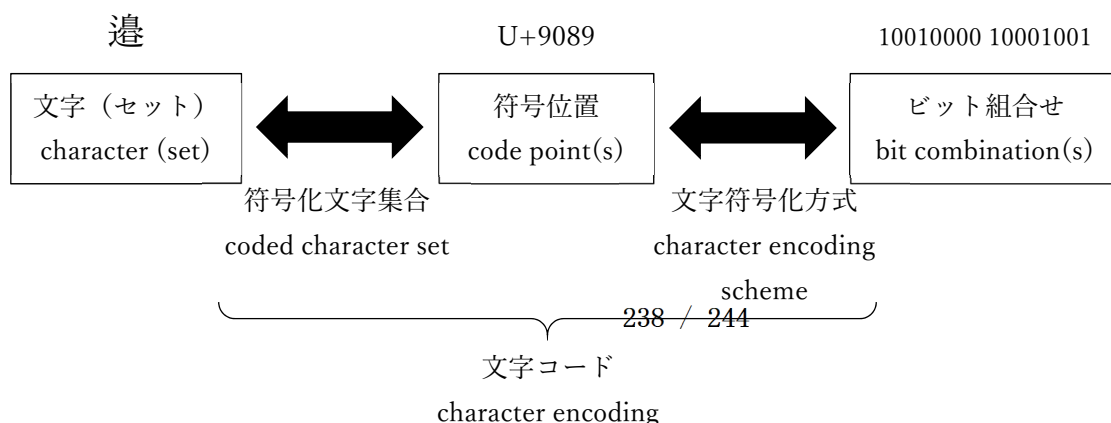 邉 U+9089 10010000 10001001
文字（セット） 符号位置 ビット組合せ
character (set) code point(s) bit combination(s)
符号化文字集合 文字符号化方式
coded character set character encoding
scheme
238 / 244
文字コード
character encoding